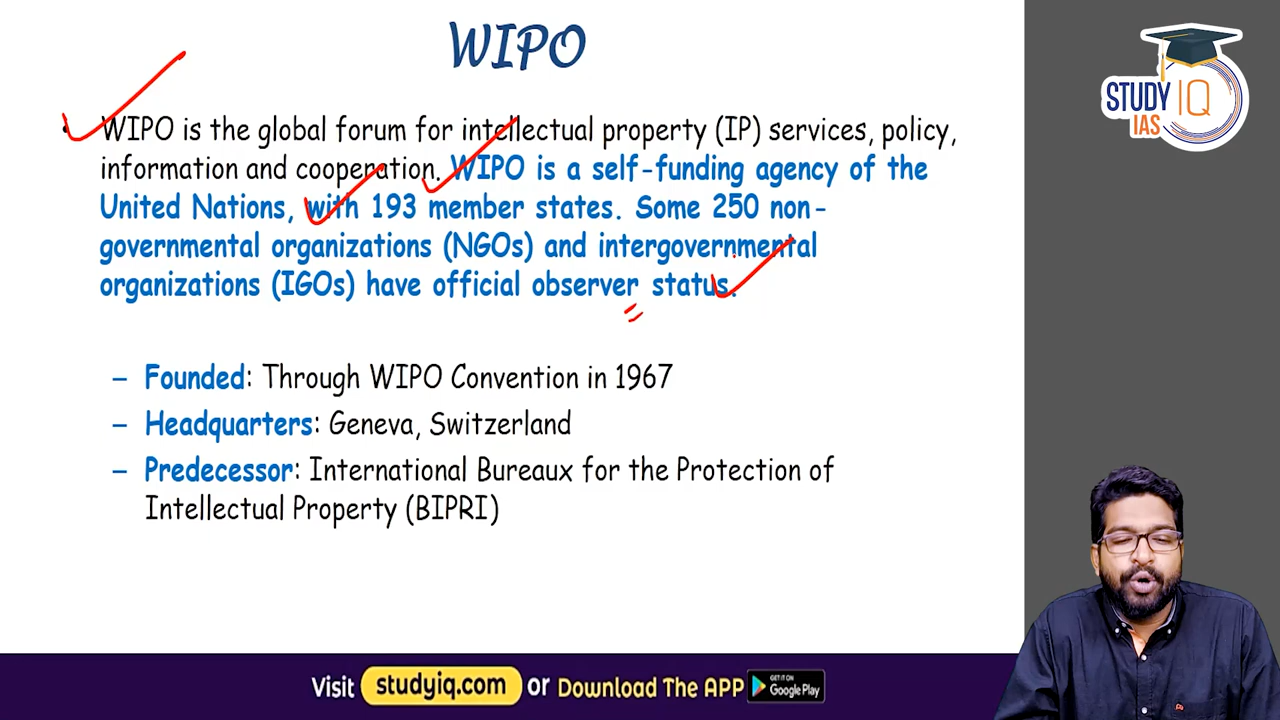 WIPO
• WIPO is the global forum for intellectual property (IP) services, policy,
information and cooperation. WIPO is a self-funding agency of the
United Nations, with 193 member states. Some 250 non-
governmental organizations (NGOs) and intergovernmental
organizations (IGOs) have official observer status.
– Founded: Through WIPO Convention in 1967
– Headquarters: Geneva, Switzerland
– Predecessor: International Bureaux for the Protection of
Intellectual Property (BIPRI)
STUDY IQ
IAS
Visit studyiq.com or Download The APP GET IT ON Google Play